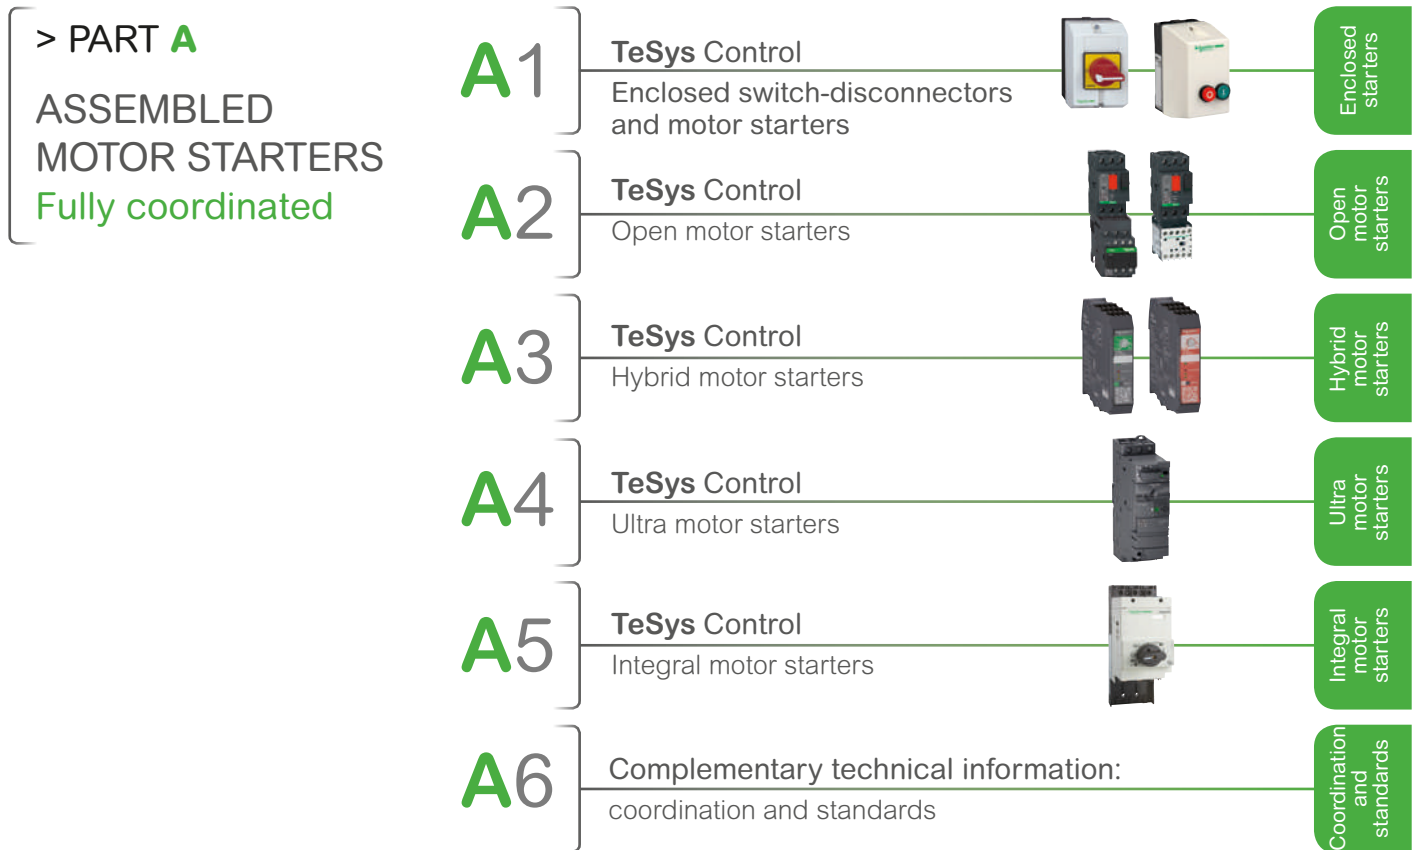 > PART A
ASSEMBLED
MOTOR STARTERS
Fully coordinated
A1
TeSys Control
Enclosed switch-disconnectors
and motor starters
Enclosed
starters
A2
TeSys Control
Open motor starters
Open
motor
starters
A3
TeSys Control
Hybrid motor starters
Hybrid
motor
starters
A4
TeSys Control
Ultra motor starters
Ultra
motor
starters
A5
TeSys Control
Integral motor starters
Integral
motor
starters
A6
Complementary technical information:
coordination and standards
Coordination
and
standards